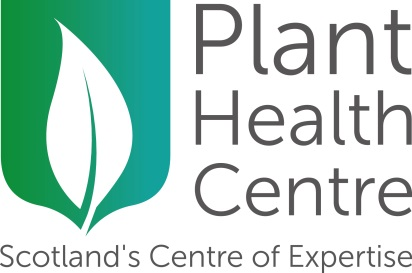 Plant
Health
Centre
Scotland's Centre of Expertise